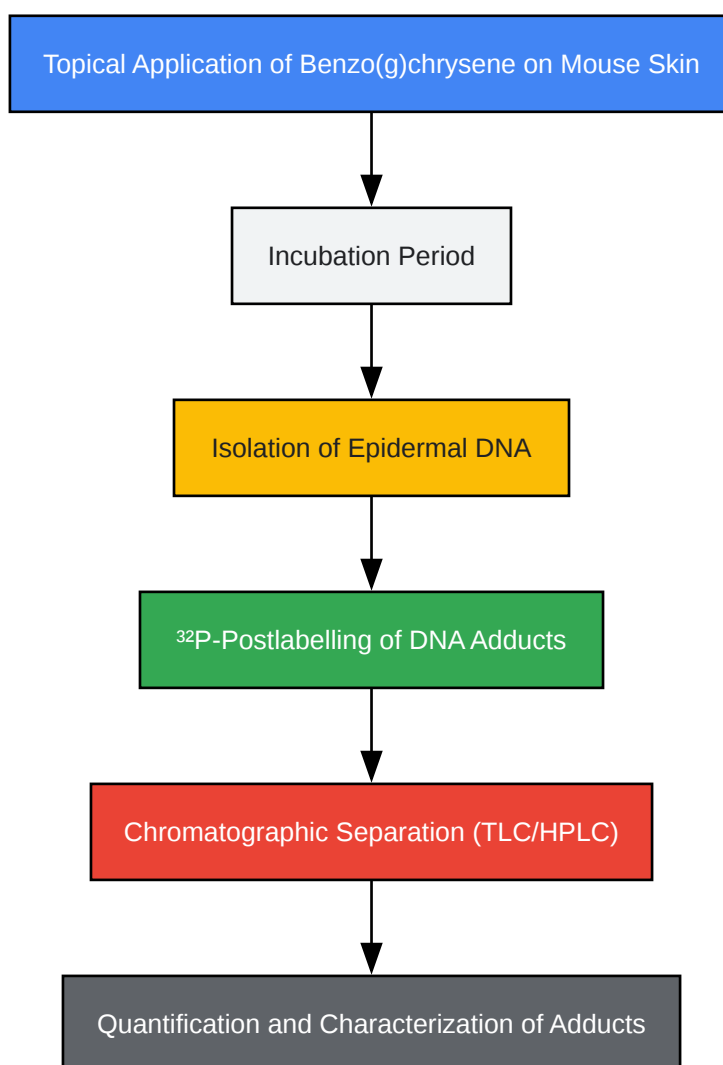 Topical Application of Benzo(g)chrysene on Mouse Skin
Incubation Period
Isolation of Epidermal DNA
³²P-Postlabelling of DNA Adducts
Chromatographic Separation (TLC/HPLC)
Quantification and Characterization of Adducts